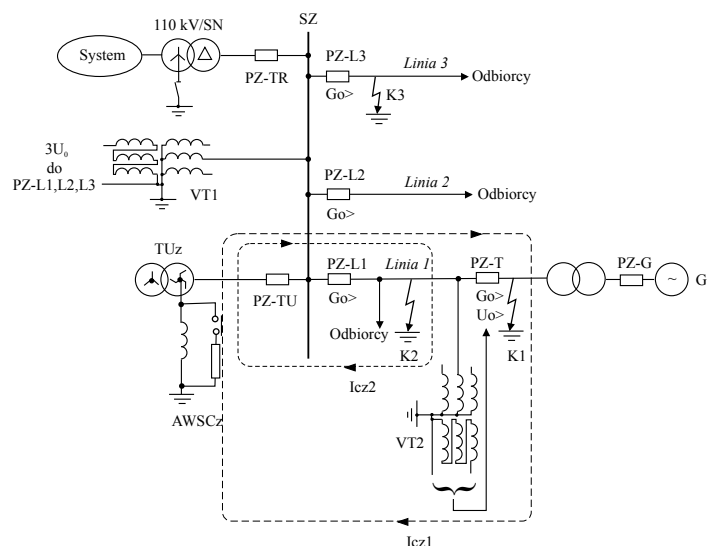 SZ
110 kV/SN
System
PZ-TR
PZ-L3
Linia 3
Odbiorcy
Go>
K3
3U₀
do
PZ-L1,L2,L3
VT1
PZ-L2
Linia 2
Odbiorcy
Go>
TUz
PZ-TU
PZ-L1
Linia 1
Go>
Odbiorcy
K2
PZ-T
Go>
Uo>
K1
PZ-G
~
G
Icz2
AWSCz
VT2
Icz1